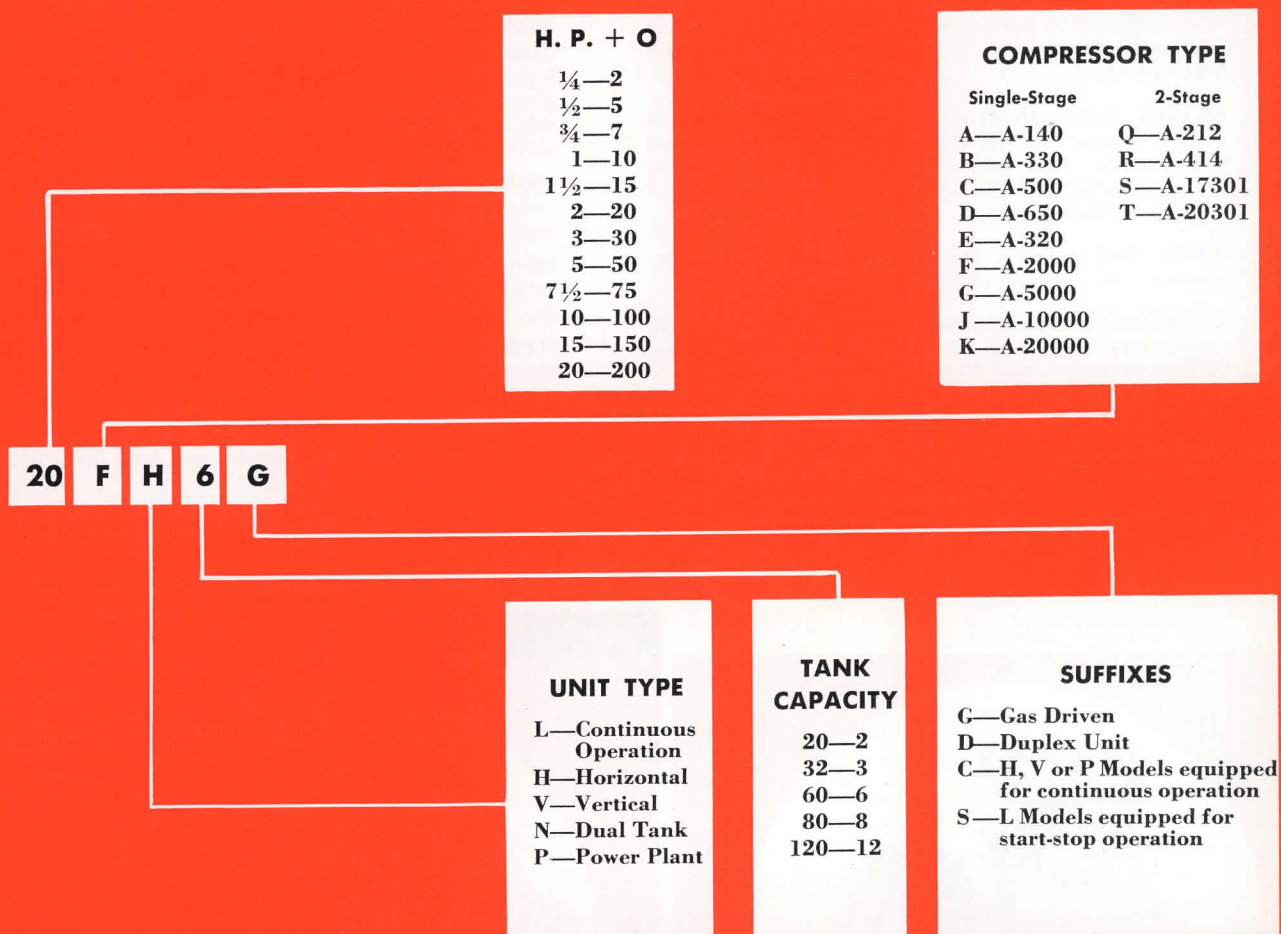 H. P. + O
¼—2
½—5
¾—7
1—10
1½—15
2—20
3—30
5—50
7½—75
10—100
15—150
20—200
COMPRESSOR TYPE
Single-Stage 2-Stage
A—A-140 Q—A-212
B—A-330 R—A-414
C—A-500 S—A-17301
D—A-650 T—A-20301
E—A-320
F—A-2000
G—A-5000
J—A-10000
K—A-20000
20 F H 6 G
UNIT TYPE
L—Continuous
Operation
H—Horizontal
V—Vertical
N—Dual Tank
P—Power Plant
TANK
CAPACITY
20—2
32—3
60—6
80—8
120—12
SUFFIXES
G—Gas Driven
D—Duplex Unit
C—H, V or P Models equipped
for continuous operation
S—L Models equipped for
start-stop operation